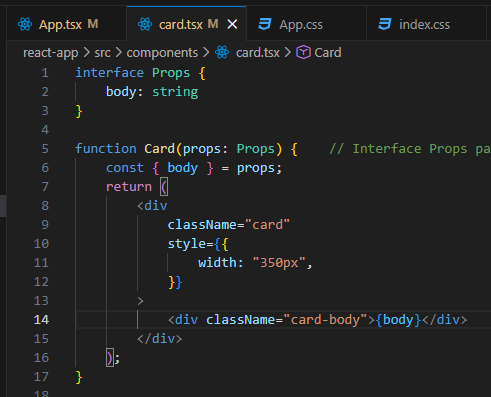 App.tsx M card.tsx M App.css index.css
react-app > src > components > card.tsx > Card
1 interface Props {
2     body: string
3 }
4
5 function Card(props: Props) {    // Interface Props pa
6     const { body } = props;
7     return (
8         <div
9             className="card"
10             style={{
11                 width: "350px",
12             }}
13         >
14             <div className="card-body">{body}</div>
15         </div>
16     );
17 }
18